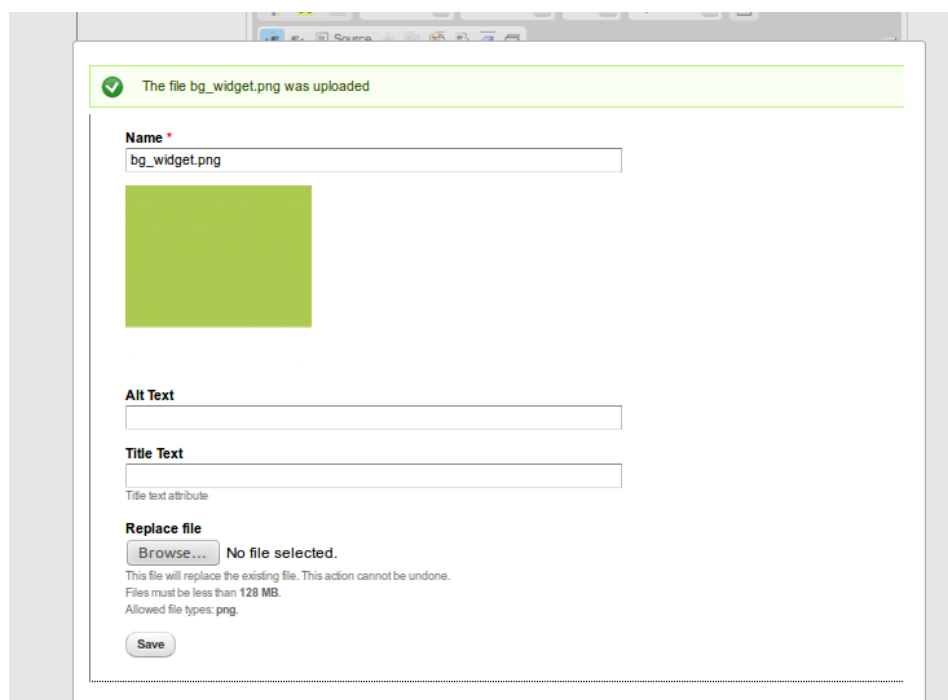 Source
The file bg_widget.png was uploaded
Name *
bg_widget.png
Alt Text
Title Text
Title text attribute
Replace file
Browse... No file selected.
This file will replace the existing file. This action cannot be undone.
Files must be less than 128 MB.
Allowed file types: png.
Save